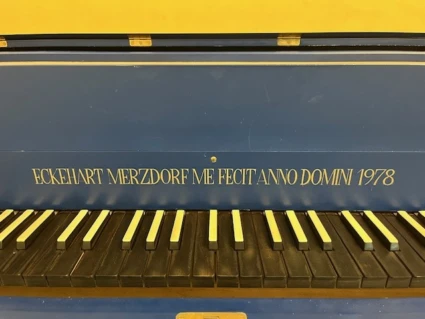 ECKEHART MERZDORF ME FECIT ANNO DOMINI 1978